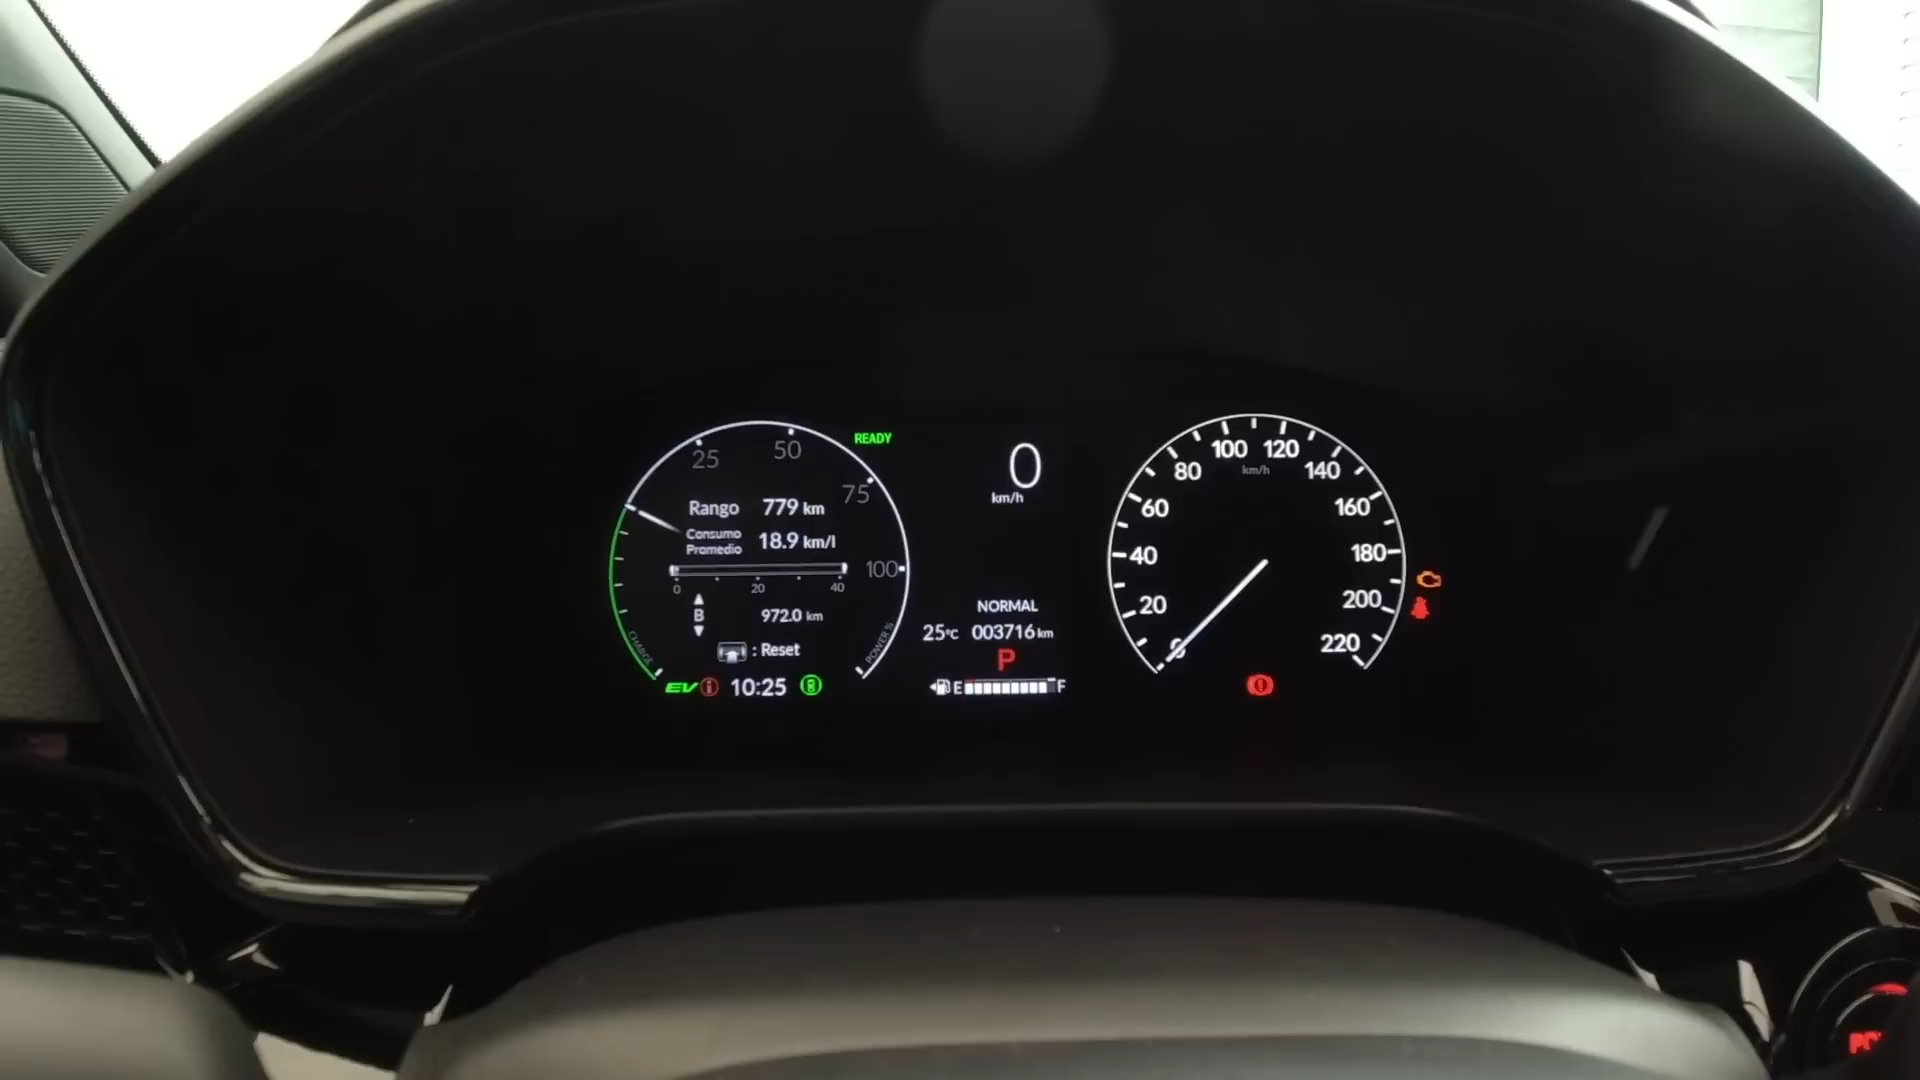 25
50
75
100
READY
Rango 779 km
Consumo
Promedio 18.9 km/l
0 20 40
B 972.0 km
: Reset
CHARGE
POWER %
EV 10:25
0
km/h
NORMAL
25°C 003716 km
P
E F
0
20
40
60
80
100
120
140
160
180
200
220
km/h